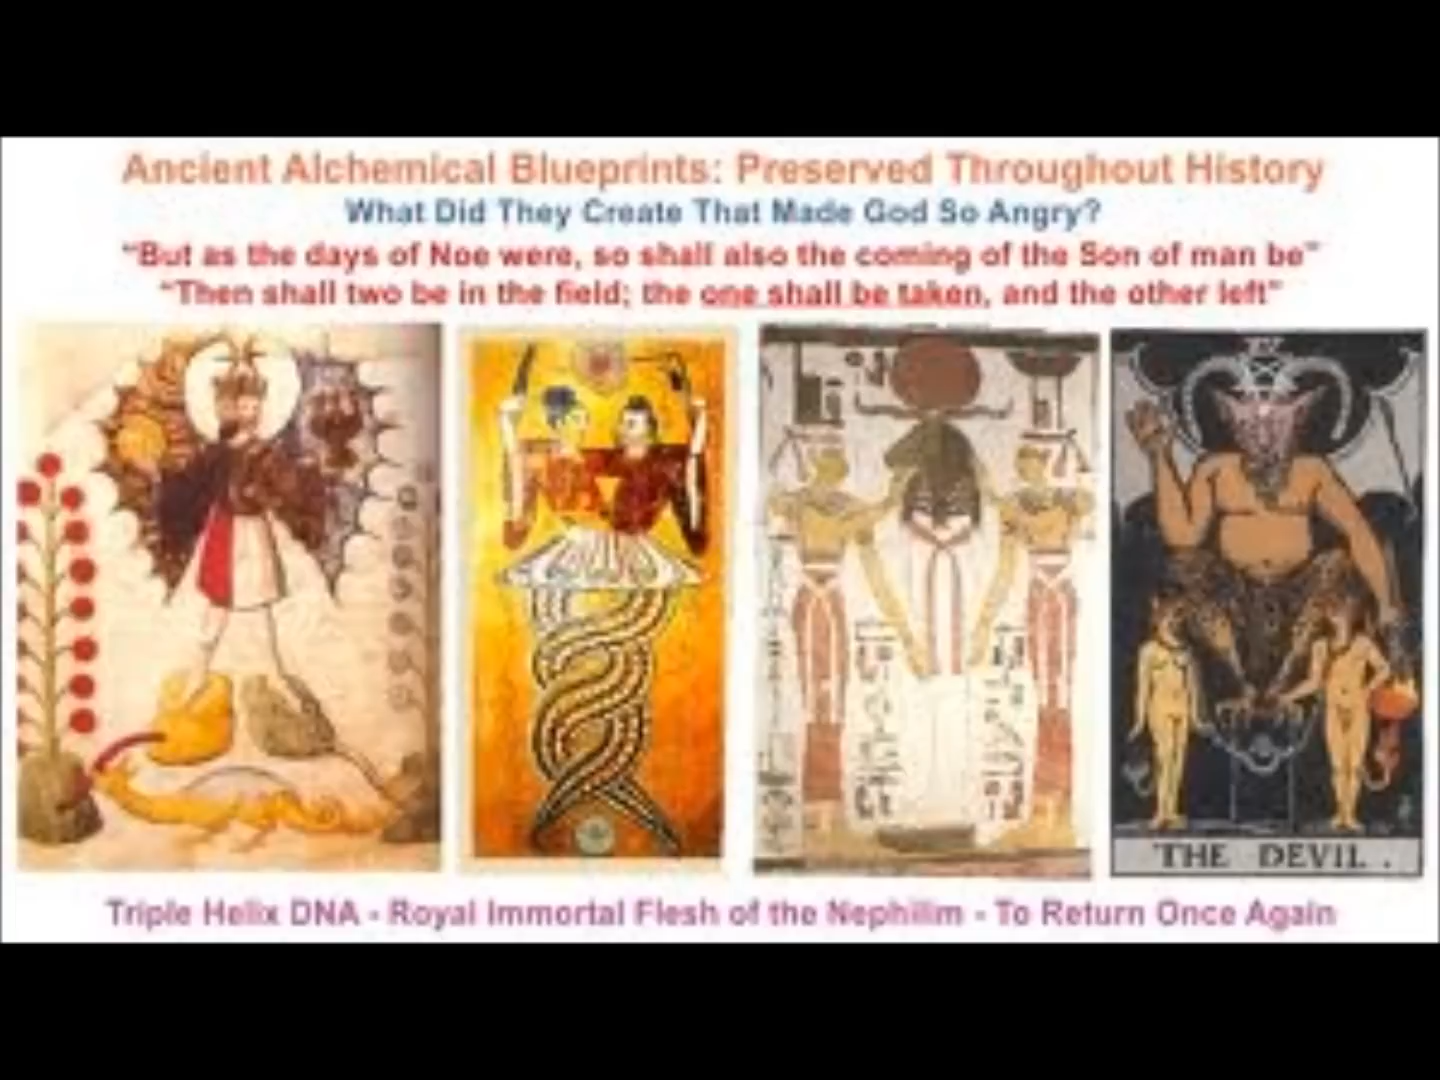 Ancient Alchemical Blueprints: Preserved Throughout History
What Did They Create That Made God So Angry?
“But as the days of Noe were, so shall also the coming of the Son of man be”
“Then shall two be in the field; the one shall be taken, and the other left”
THE DEVIL.
Triple Helix DNA - Royal Immortal Flesh of the Nephilim - To Return Once Again